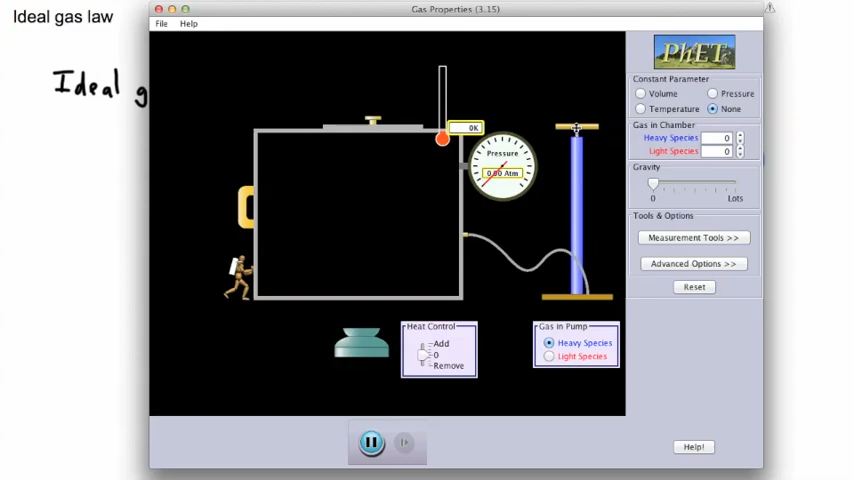 Ideal gas law
Gas Properties (3.15)
File Help
Ideal g
PhET
Constant Parameter
Volume Pressure
Temperature None
Gas in Chamber
Heavy Species 0
Light Species 0
Gravity
0 Lots
Tools & Options
Measurement Tools >>
Advanced Options >>
Reset
0K
Pressure
0.00 Atm
Heat Control
Add
0
Remove
Gas in Pump
Heavy Species
Light Species
Help!